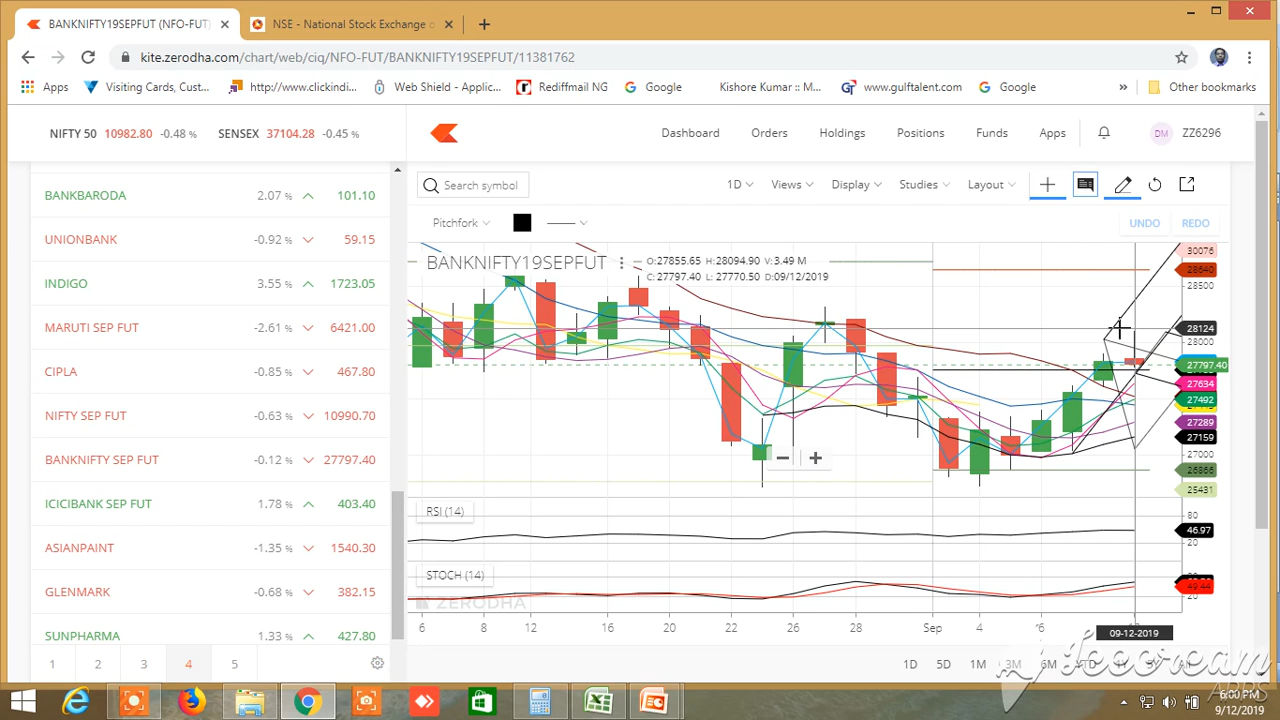 BANKNIFTY19SEPFUT (NFO-FUT)
NSE - National Stock Exchange o
kite.zerodha.com/chart/web/ciq/NFO-FUT/BANKNIFTY19SEPFUT/11381762
Apps Visiting Cards, Cust... http://www.clickindi... Web Shield - Applic... Rediffmail NG Google Kishore Kumar :: M... www.gulftalent.com Google » Other bookmarks
NIFTY 50 10982.80 -0.48 % SENSEX 37104.28 -0.45 %
Dashboard Orders Holdings Positions Funds Apps DM ZZ6296
BANKBARODA 2.07 % 101.10
UNIONBANK -0.92 % 59.15
INDIGO 3.55 % 1723.05
MARUTI SEP FUT -2.61 % 6421.00
CIPLA -0.85 % 467.80
NIFTY SEP FUT -0.63 % 10990.70
BANKNIFTY SEP FUT -0.12 % 27797.40
ICICIBANK SEP FUT 1.78 % 403.40
ASIANPAINT -1.35 % 1540.30
GLENMARK -0.68 % 382.15
SUNPHARMA 1.33 % 427.80
1 2 3 4 5
Search symbol
1D Views Display Studies Layout
Pitchfork
UNDO REDO
BANKNIFTY19SEPFUT
O:27855.65 H:28094.90 V:3.49 M
C:27797.40 L:27770.50 D:09/12/2019
30076
28640
28500
28124
28000
27797.40
27634
27492
27289
27159
27000
26866
25431
RSI (14)
80
46.97
20
STOCH (14)
20
ZERODHA
6 8 12 14 16 20 22 26 28 Sep 4 6
09-12-2019
1D 5D 1M 3M 6M
Icecream
APPS
6:00 PM
9/12/2019